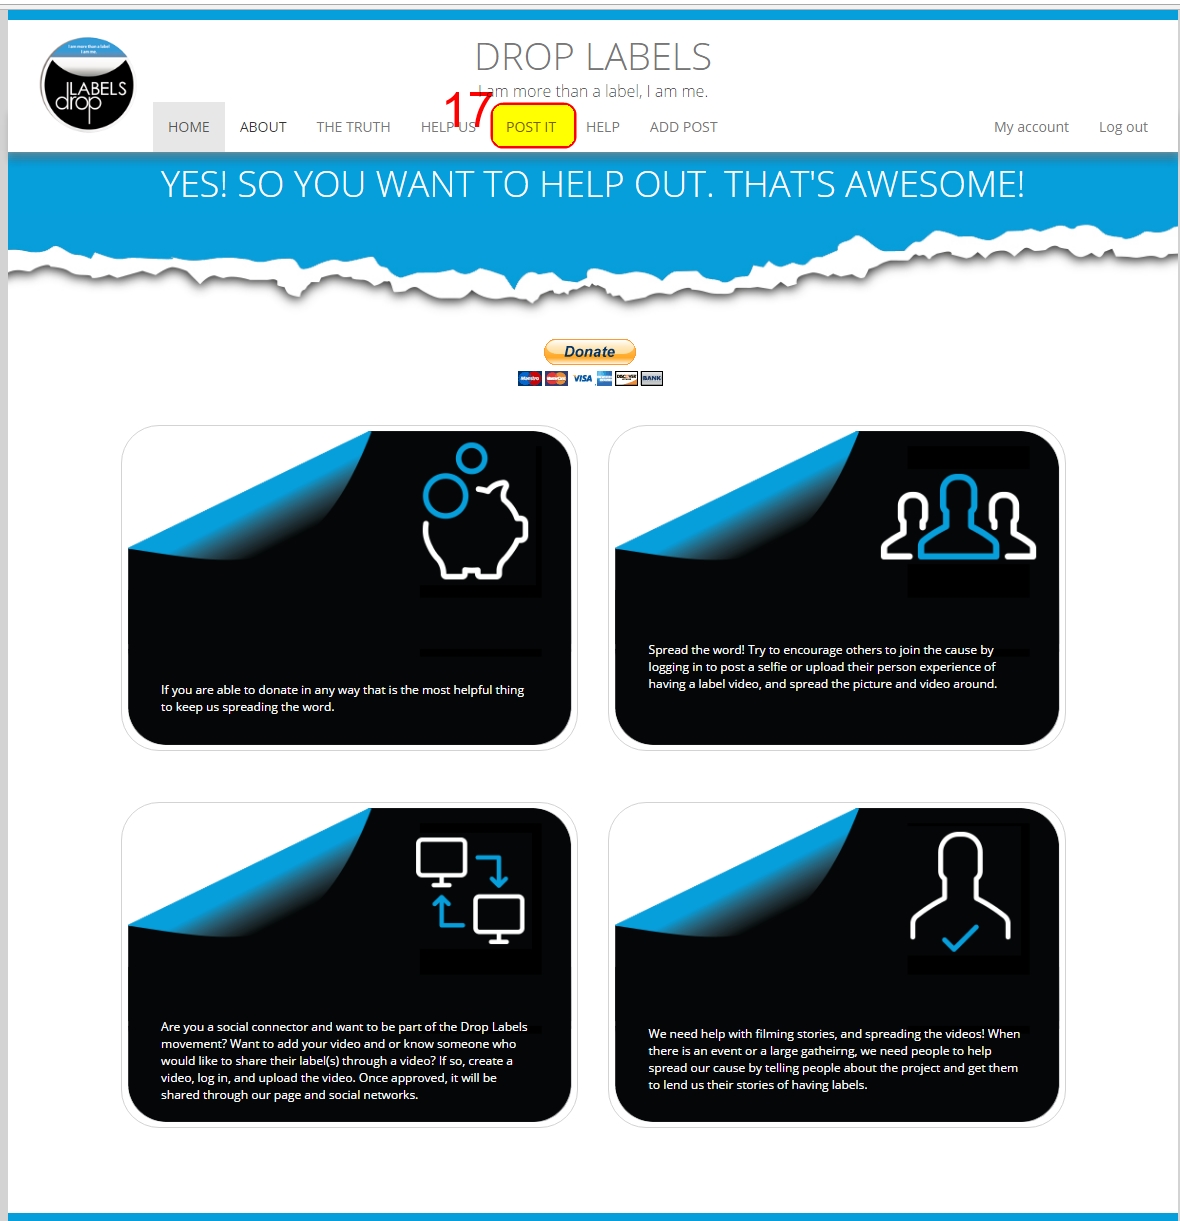 I am more than a label
I am me.
LABELS
drop
DROP LABELS
I am more than a label, I am me.
17
HOME ABOUT THE TRUTH HELP US POST IT HELP ADD POST My account Log out
YES! SO YOU WANT TO HELP OUT. THAT'S AWESOME!
Donate
Maestro MasterCard VISA DISCOVER BANK
If you are able to donate in any way that is the most helpful thing
to keep us spreading the word.
Spread the word! Try to encourage others to join the cause by
logging in to post a selfie or upload their person experience of
having a label video, and spread the picture and video around.
Are you a social connector and want to be part of the Drop Labels
movement? Want to add your video and or know someone who
would like to share their label(s) through a video? If so, create a
video, log in, and upload the video. Once approved, it will be
shared through our page and social networks.
We need help with filming stories, and spreading the videos! When
there is an event or a large gatheirng, we need people to help
spread our cause by telling people about the project and get them
to lend us their stories of having labels.